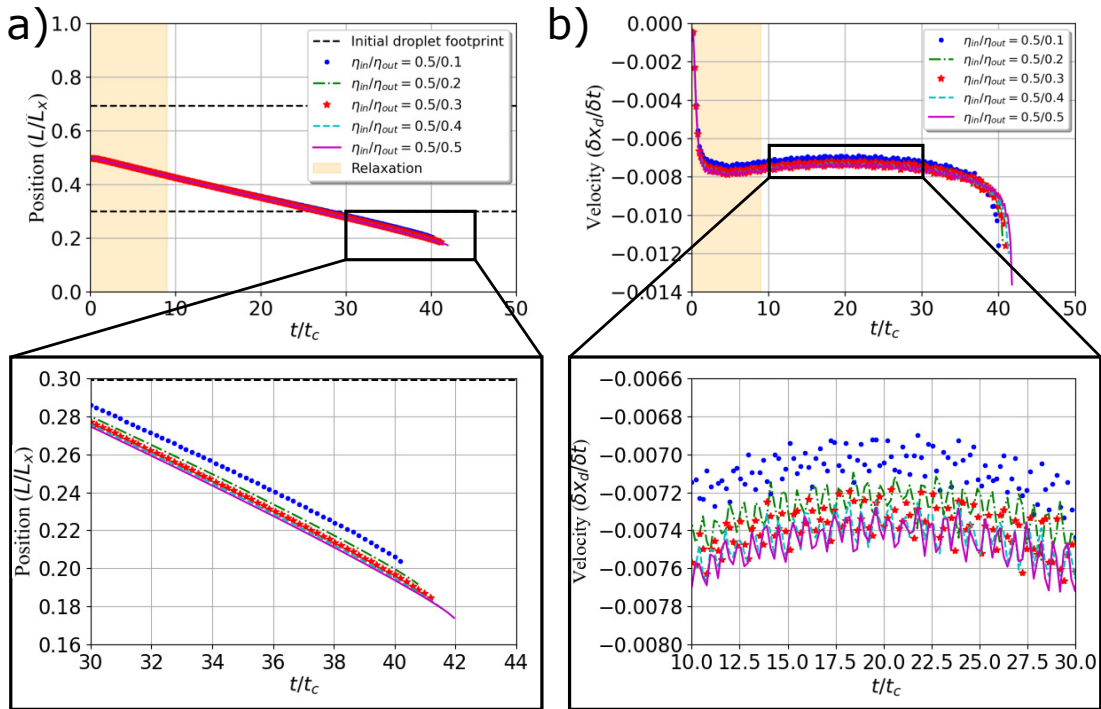 a)
1.0
0.8
0.6
0.4
0.2
0.0
Position (L/L_x)
0 10 20 30 40 50
t/t_c
Initial droplet footprint
η_in/η_out = 0.5/0.1
η_in/η_out = 0.5/0.2
η_in/η_out = 0.5/0.3
η_in/η_out = 0.5/0.4
η_in/η_out = 0.5/0.5
Relaxation
b)
0.000
−0.002
−0.004
−0.006
−0.008
−0.010
−0.012
−0.014
Velocity (δx_d/δt)
0 10 20 30 40 50
t/t_c
η_in/η_out = 0.5/0.1
η_in/η_out = 0.5/0.2
η_in/η_out = 0.5/0.3
η_in/η_out = 0.5/0.4
η_in/η_out = 0.5/0.5
0.30
0.28
0.26
0.24
0.22
0.20
0.18
0.16
Position (L/L_x)
30 32 34 36 38 40 42 44
t/t_c
−0.0066
−0.0068
−0.0070
−0.0072
−0.0074
−0.0076
−0.0078
−0.0080
Velocity (δx_d/δt)
10.0 12.5 15.0 17.5 20.0 22.5 25.0 27.5 30.0
t/t_c